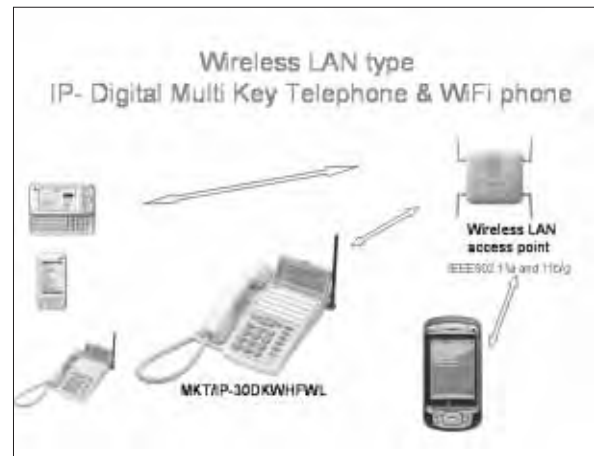 Wireless LAN type
IP- Digital Multi Key Telephone & WiFi phone
Wireless LAN
access point
IEEE802.11a and 11b/g
MKT/IP-30DKWHFWL